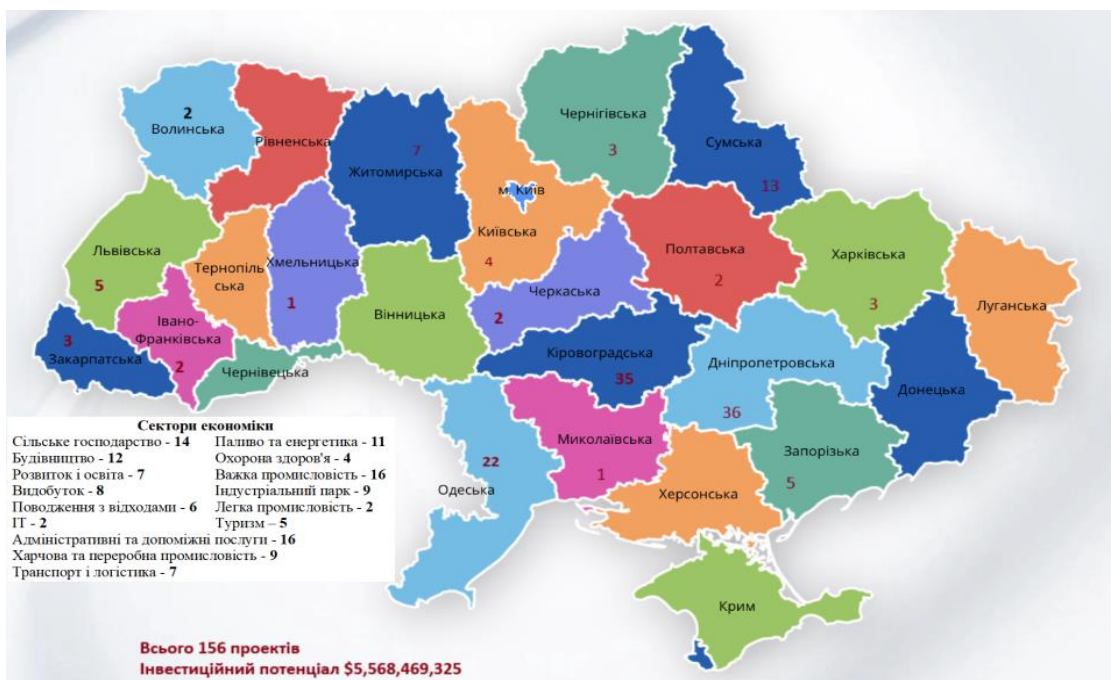 Чернігівська
3
Сумська
13
2
Волинська
Рівненська
7
Житомирська
м. Київ
Київська
4
Полтавська
2
Харківська
3
Луганська
Львівська
5
Тернопіль
ська
Хмельницька
1
Вінницька
Черкаська
2
Івано-
Франківська
2
3
Закарпатська
Чернівецька
Кіровоградська
35
Дніпропетровська
36
Донецька
Миколаївська
1
Запорізька
5
22
Одеська
Херсонська
Крим
Сектори економіки
Сільське господарство - 14 Паливо та енергетика - 11
Будівництво - 12 Охорона здоров'я - 4
Розвиток і освіта - 7 Важка промисловість - 16
Видобуток - 8 Індустріальний парк - 9
Поводження з відходами - 6 Легка промисловість - 2
ІТ - 2 Туризм – 5
Адміністративні та допоміжні послуги - 16
Харчова та переробна промисловість - 9
Транспорт і логістика - 7
Всього 156 проектів
Інвестиційний потенціал $5,568,469,325